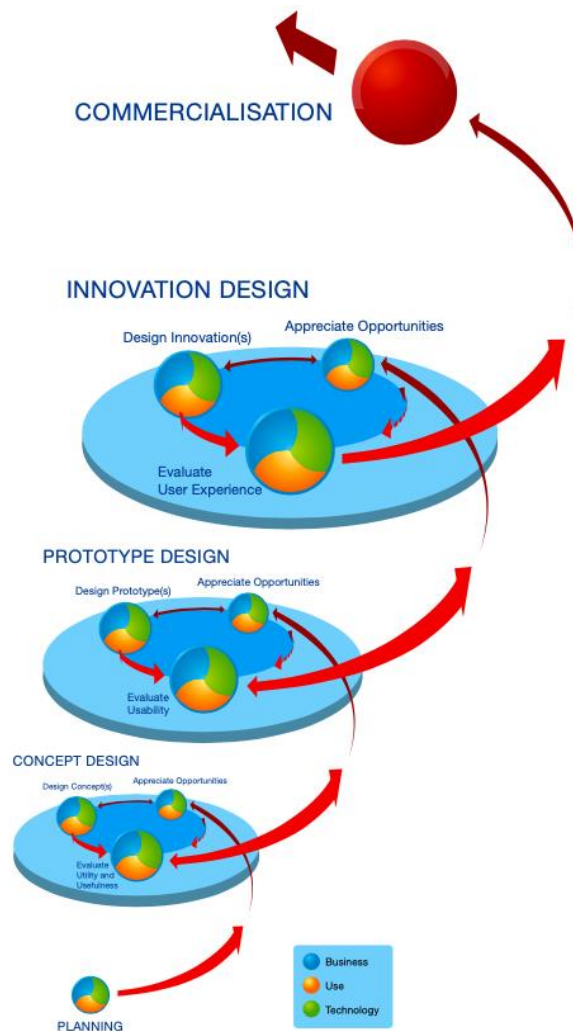 COMMERCIALISATION
INNOVATION DESIGN
Appreciate Opportunities
Design Innovation(s)
Evaluate
User Experience
PROTOTYPE DESIGN
Appreciate Opportunities
Design Prototype(s)
Evaluate
Usability
CONCEPT DESIGN
Appreciate Opportunities
Design Concept(s)
Evaluate
Utility and
Usefulness
Business
Use
Technology
PLANNING